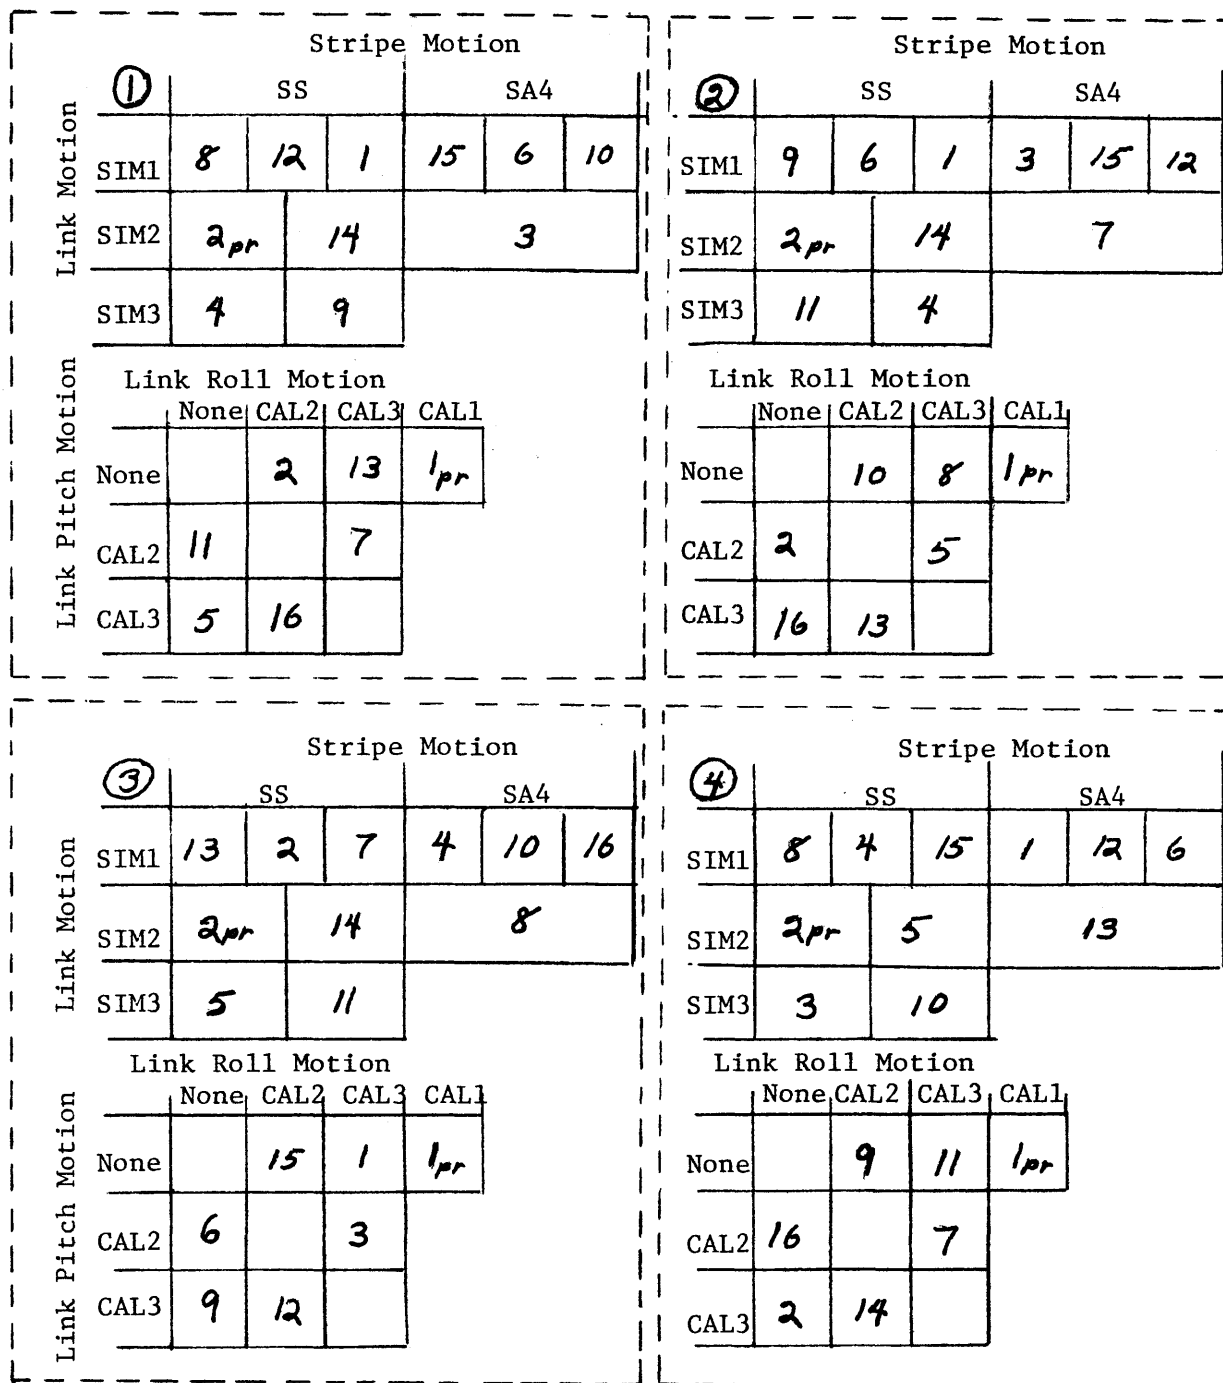 Stripe Motion
① SS SA4
Link Motion
SIM1 8 12 1 15 6 10
SIM2 2pr 14 3
SIM3 4 9
Link Roll Motion
None CAL2 CAL3 CAL1
Link Pitch Motion
None 2 13 1pr
CAL2 11 7
CAL3 5 16
Stripe Motion
② SS SA4
SIM1 9 6 1 3 15 12
SIM2 2pr 14 7
SIM3 11 4
Link Roll Motion
None CAL2 CAL3 CAL1
None 10 8 1pr
CAL2 2 5
CAL3 16 13
Stripe Motion
③ SS SA4
Link Motion
SIM1 13 2 7 4 10 16
SIM2 2pr 14 8
SIM3 5 11
Link Roll Motion
None CAL2 CAL3 CAL1
Link Pitch Motion
None 15 1 1pr
CAL2 6 3
CAL3 9 12
Stripe Motion
④ SS SA4
SIM1 8 4 15 1 12 6
SIM2 2pr 5 13
SIM3 3 10
Link Roll Motion
None CAL2 CAL3 CAL1
None 9 11 1pr
CAL2 16 7
CAL3 2 14